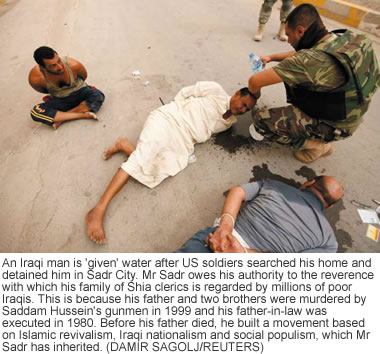 An Iraqi man is 'given' water after US soldiers searched his home and
detained him in Sadr City. Mr Sadr owes his authority to the reverence
with which his family of Shia clerics is regarded by millions of poor
Iraqis. This is because his father and two brothers were murdered by
Saddam Hussein's gunmen in 1999 and his father-in-law was
executed in 1980. Before his father died, he built a movement based
on Islamic revivalism, Iraqi nationalism and social populism, which Mr
Sadr has inherited. (DAMIR SAGOLJ/REUTERS)